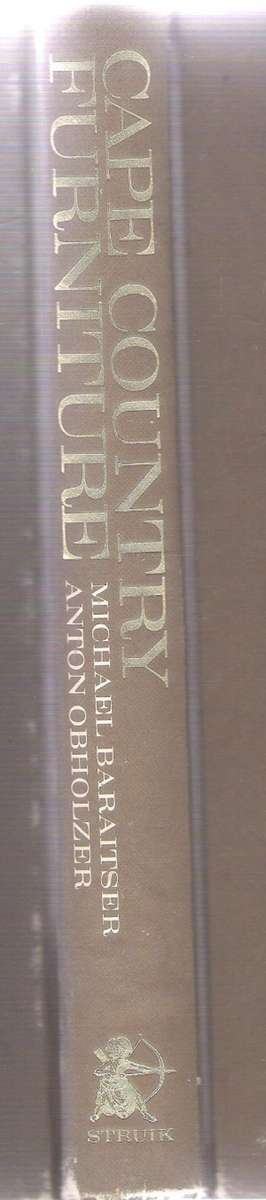 CAPE COUNTRY
FURNITURE
MICHAEL BARAITSER
ANTON OBHOLZER
STRUIK